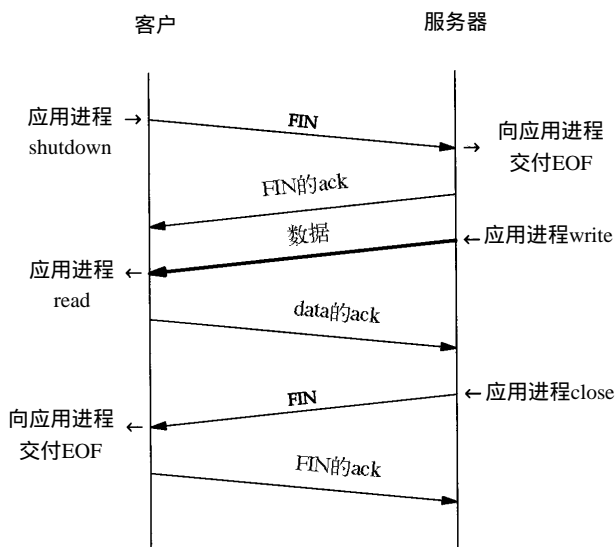 客户
服务器
应用进程 →
shutdown
FIN
→ 向应用进程
交付EOF
FIN的ack
数据
←应用进程write
应用进程 ←
read
data的ack
←应用进程close
FIN
向应用进程 ←
交付EOF
FIN的ack